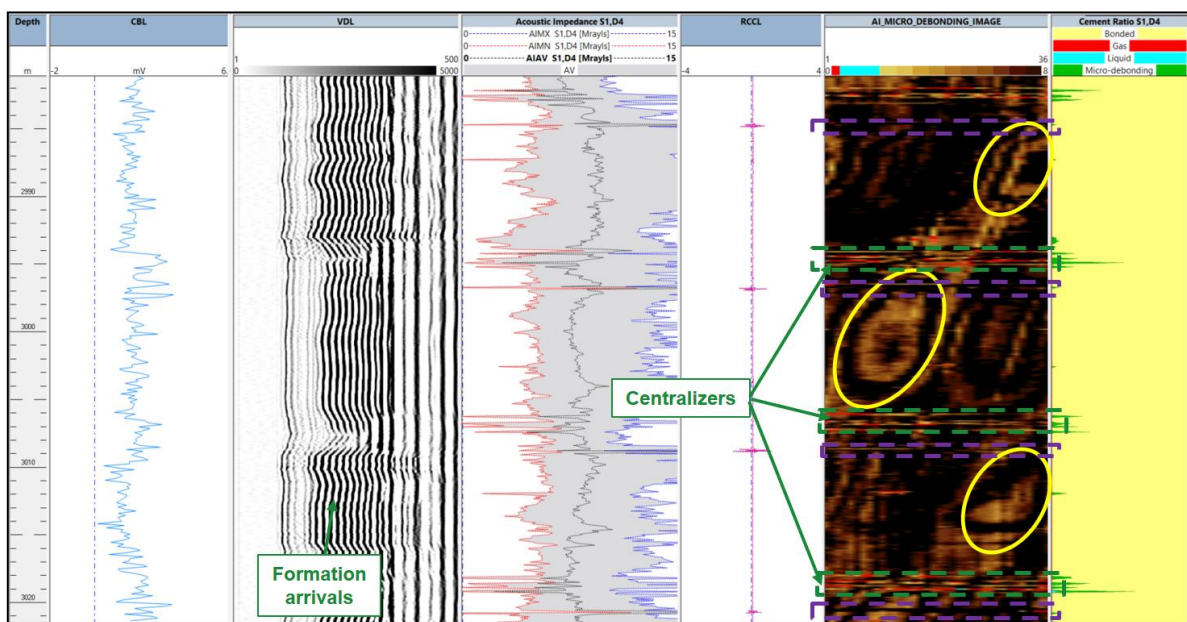 Depth
CBL
VDL
Acoustic Impedance S1,D4
RCCL
AI_MICRO_DEBONDING_IMAGE
Cement Ratio S1,D4
0 AIMX S1,D4 [Mrayls] 15
0 AIMN S1,D4 [Mrayls] 15
0 AIAV S1,D4 [Mrayls] 15
Bonded
Gas
Liquid
Micro-debonding
1 500
1 36
m
-2 mV 6.
1 5000
AV
-4 4
0 8
2990
3000
3010
3020
Centralizers
Formation
arrivals